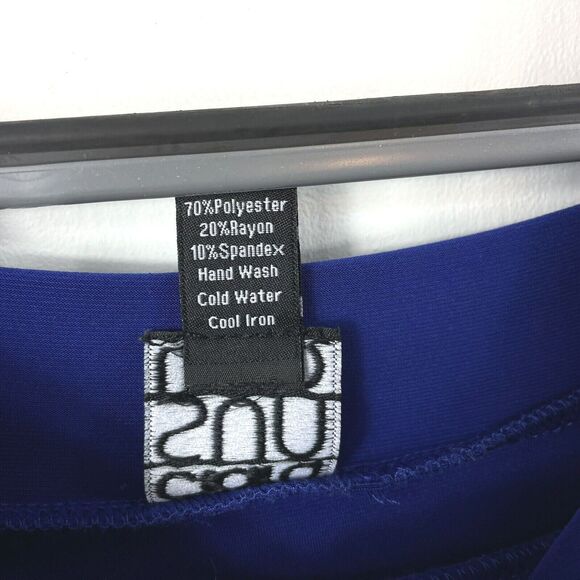 70%Polyester
20%Rayon
10%Spandex
Hand Wash
Cold Water
Cool Iron